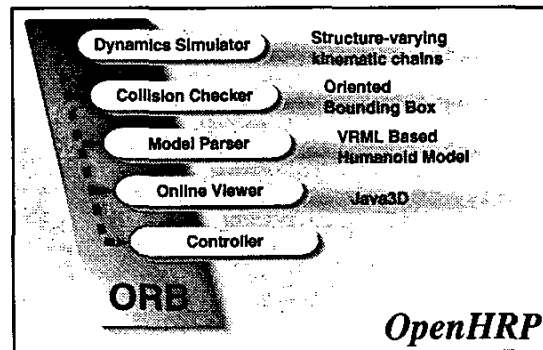 Dynamics Simulator
Structure-varying
kinematic chains
Collision Checker
Oriented
Bounding Box
Model Parser
VRML Based
Humanoid Model
Online Viewer
Java3D
Controller
ORB
OpenHRP